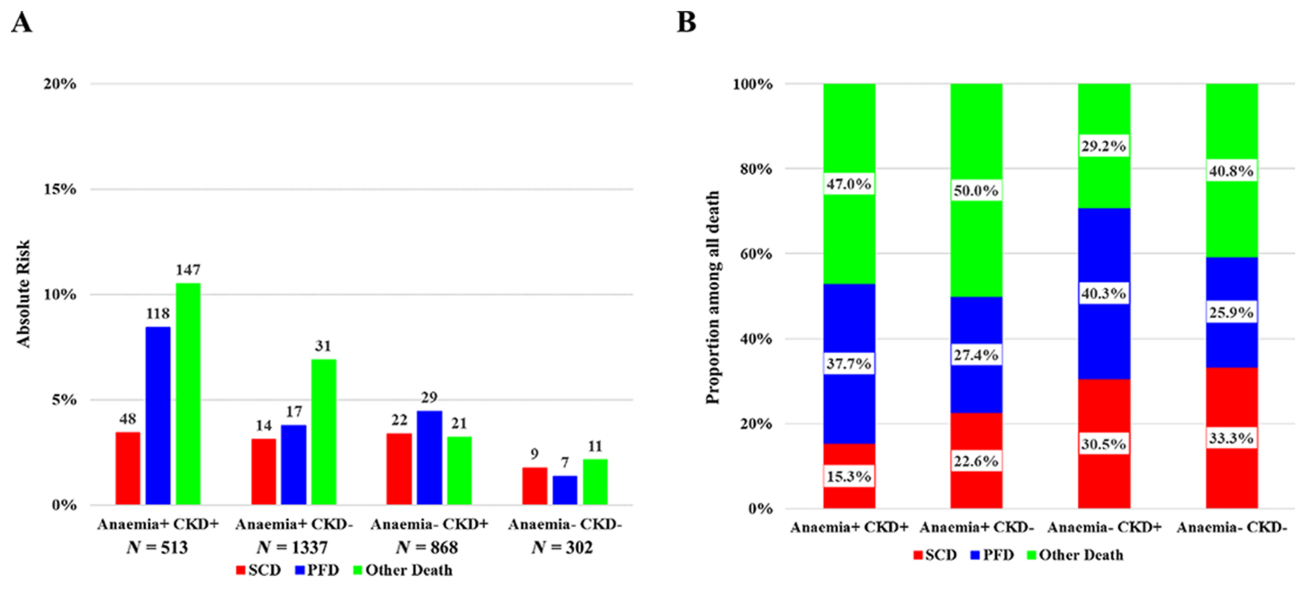 A
20%
15%
10%
5%
0%
Absolute Risk
48
118
147
14
17
31
22
29
21
9
7
11
Anaemia+ CKD+
Anaemia+ CKD-
Anaemia- CKD+
Anaemia- CKD-
N = 513
N = 1337
N = 868
N = 302
SCD PFD Other Death
B
100%
80%
60%
40%
20%
0%
Proportion among all death
47.0%
37.7%
15.3%
50.0%
27.4%
22.6%
29.2%
40.3%
30.5%
40.8%
25.9%
33.3%
Anaemia+ CKD+
Anaemia+ CKD-
Anaemia- CKD+
Anaemia- CKD-
SCD PFD Other Death